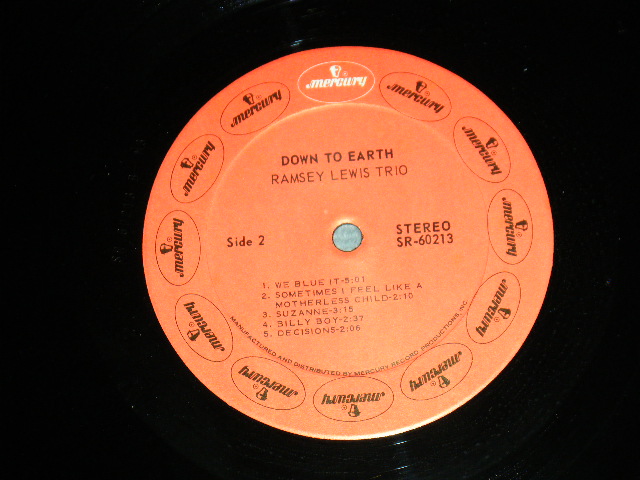 mercury
mercury
mercury
mercury
mercury
mercury
mercury
mercury
mercury
mercury
mercury
mercury
DOWN TO EARTH
RAMSEY LEWIS TRIO
Side 2
STEREO
SR-60213
1. WE BLUE IT-5:01
2. SOMETIMES I FEEL LIKE A
MOTHERLESS CHILD-2:10
3. SUZANNE-3:15
4. BILLY BOY-2:37
5. DECISIONS-2:06
MANUFACTURED AND DISTRIBUTED BY MERCURY RECORD PRODUCTIONS, INC.